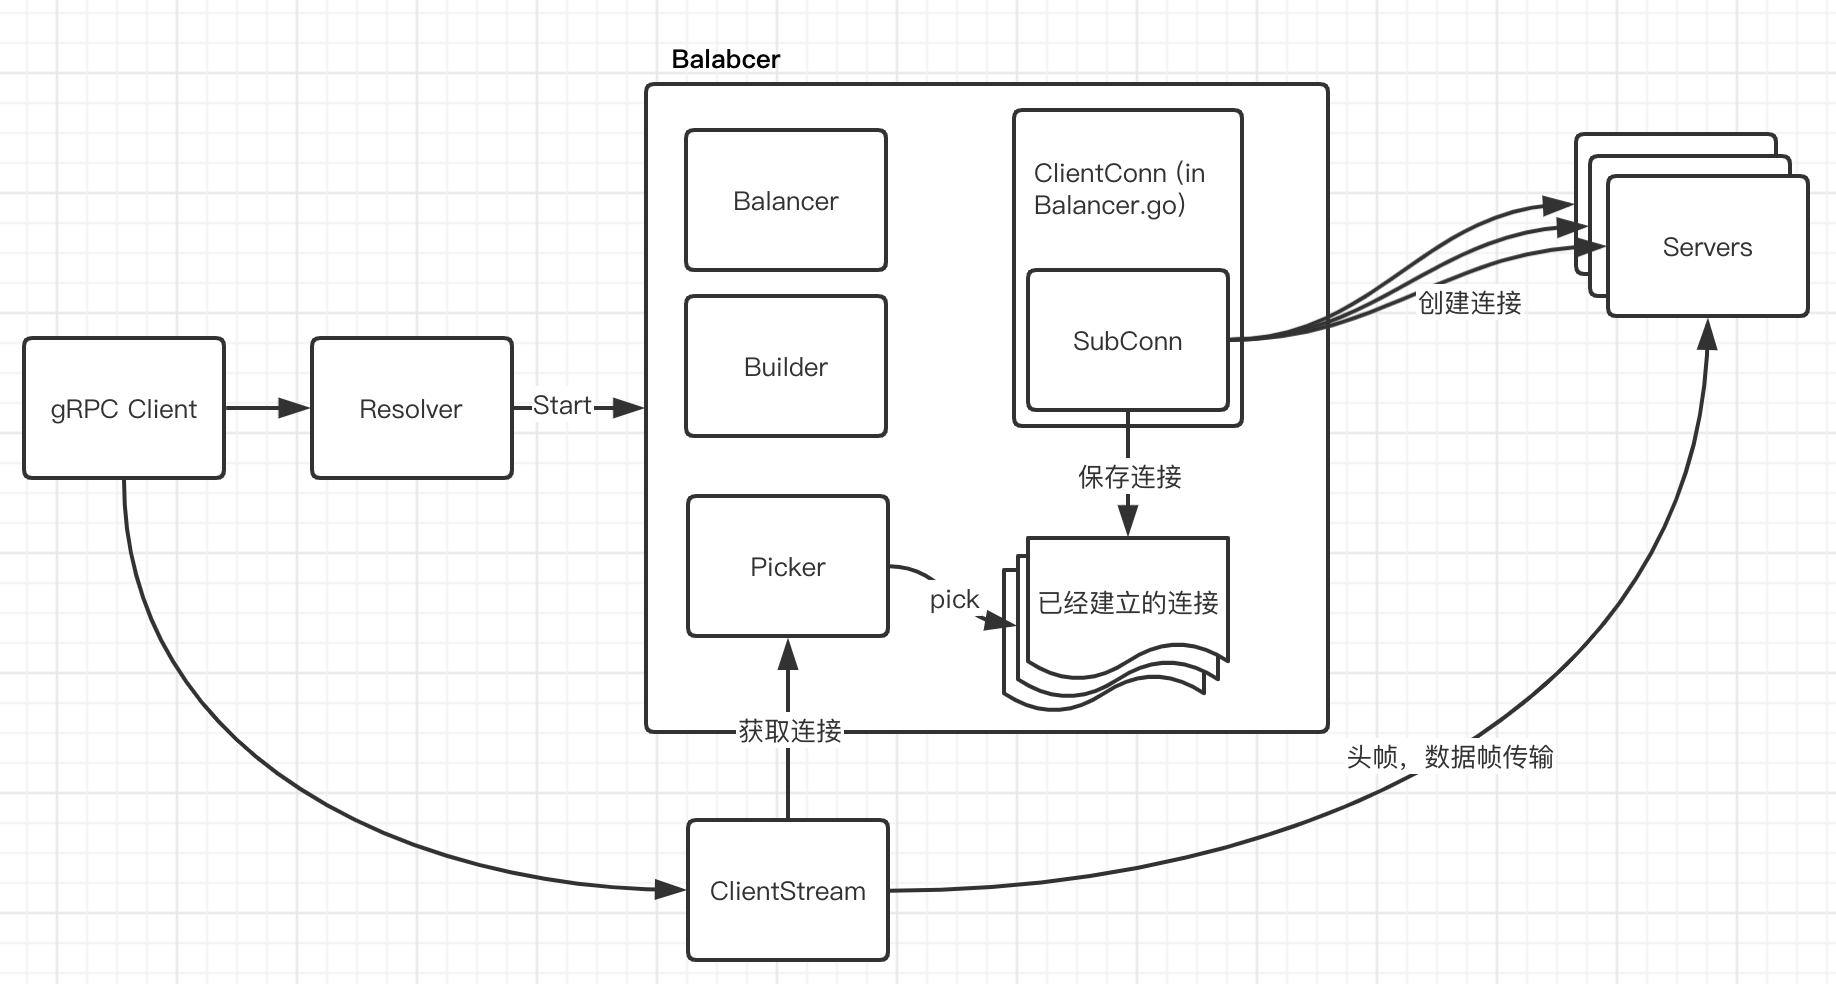 Balabcer
Balancer
ClientConn (in
Balancer.go)
Servers
创建连接
SubConn
Builder
gRPC Client
Resolver
Start
保存连接
Picker
pick
已经建立的连接
获取连接
头帧，数据帧传输
ClientStream